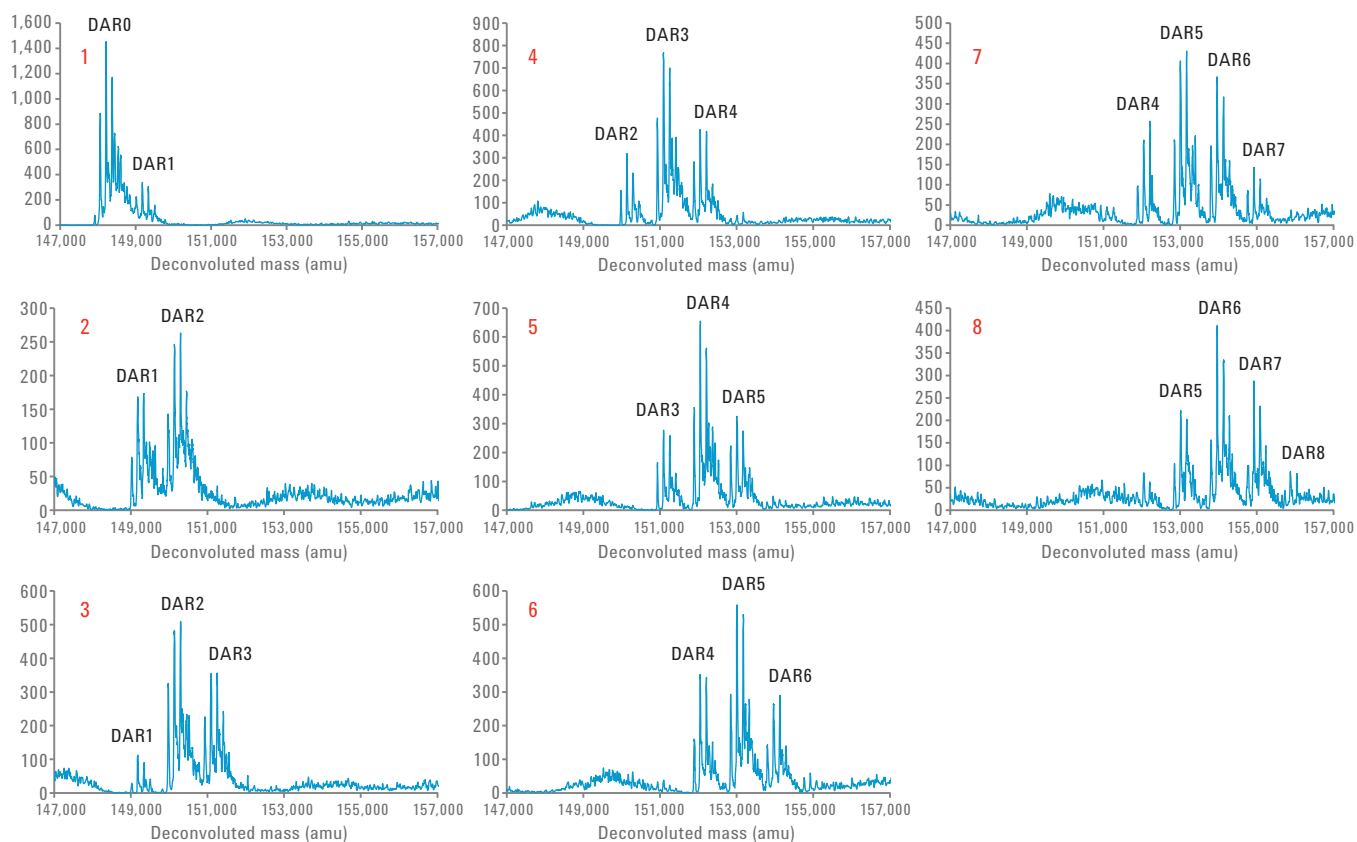 1
1,600
1,400
1,200
1,000
800
600
400
200
0
DAR0
DAR1
147,000 149,000 151,000 153,000 155,000 157,000
Deconvoluted mass (amu)
2
300
250
200
150
100
50
0
DAR1
DAR2
147,000 149,000 151,000 153,000 155,000 157,000
Deconvoluted mass (amu)
3
600
500
400
300
200
100
0
DAR1
DAR2
DAR3
147,000 149,000 151,000 153,000 155,000 157,000
Deconvoluted mass (amu)
4
900
800
700
600
500
400
300
200
100
0
DAR2
DAR3
DAR4
147,000 149,000 151,000 153,000 155,000 157,000
Deconvoluted mass (amu)
5
700
600
500
400
300
200
100
0
DAR3
DAR4
DAR5
147,000 149,000 151,000 153,000 155,000 157,000
Deconvoluted mass (amu)
6
600
500
400
300
200
100
0
DAR4
DAR5
DAR6
147,000 149,000 151,000 153,000 155,000 157,000
Deconvoluted mass (amu)
7
500
450
400
350
300
250
200
150
100
50
0
DAR4
DAR5
DAR6
DAR7
147,000 149,000 151,000 153,000 155,000 157,000
Deconvoluted mass (amu)
8
450
400
350
300
250
200
150
100
50
0
DAR5
DAR6
DAR7
DAR8
147,000 149,000 151,000 153,000 155,000 157,000
Deconvoluted mass (amu)